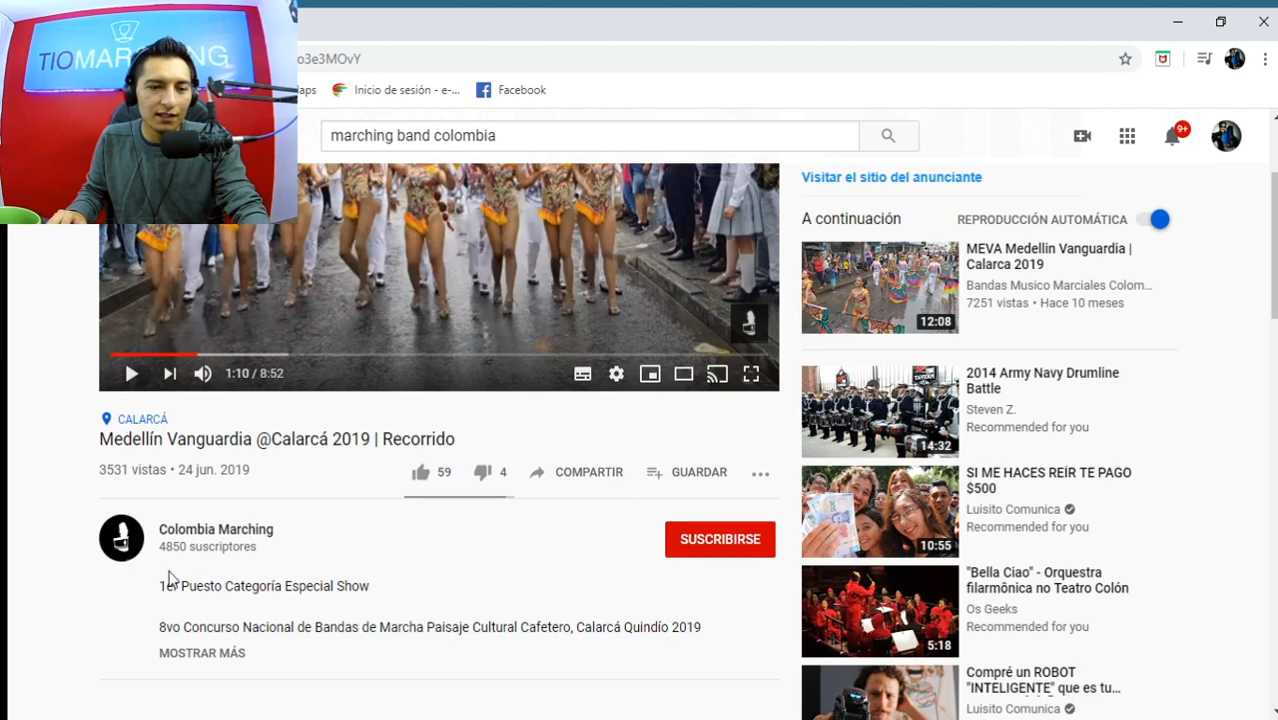 TIOMARCHING
o3e3MOvY
aps
Inicio de sesión - e-...
Facebook
marching band colombia
9+
Visitar el sitio del anunciante
A continuación
REPRODUCCIÓN AUTOMÁTICA
MEVA Medellin Vanguardia |
Calarca 2019
Bandas Musico Marciales Colom...
7251 vistas • Hace 10 meses
12:08
1:10 / 8:52
2014 Army Navy Drumline
Battle
Steven Z.
Recommended for you
14:32
CALARCÁ
Medellín Vanguardia @Calarcá 2019 | Recorrido
3531 vistas • 24 jun. 2019
59
4
COMPARTIR
GUARDAR
SI ME HACES REÍR TE PAGO
$500
Luisito Comunica
Recommended for you
10:55
Colombia Marching
4850 suscriptores
SUSCRIBIRSE
1er Puesto Categoría Especial Show
8vo Concurso Nacional de Bandas de Marcha Paisaje Cultural Cafetero, Calarcá Quindío 2019
MOSTRAR MÁS
"Bella Ciao" - Orquestra
filarmônica no Teatro Colón
Os Geeks
Recommended for you
5:18
Compré un ROBOT
"INTELIGENTE" que es tu...
Luisito Comunica